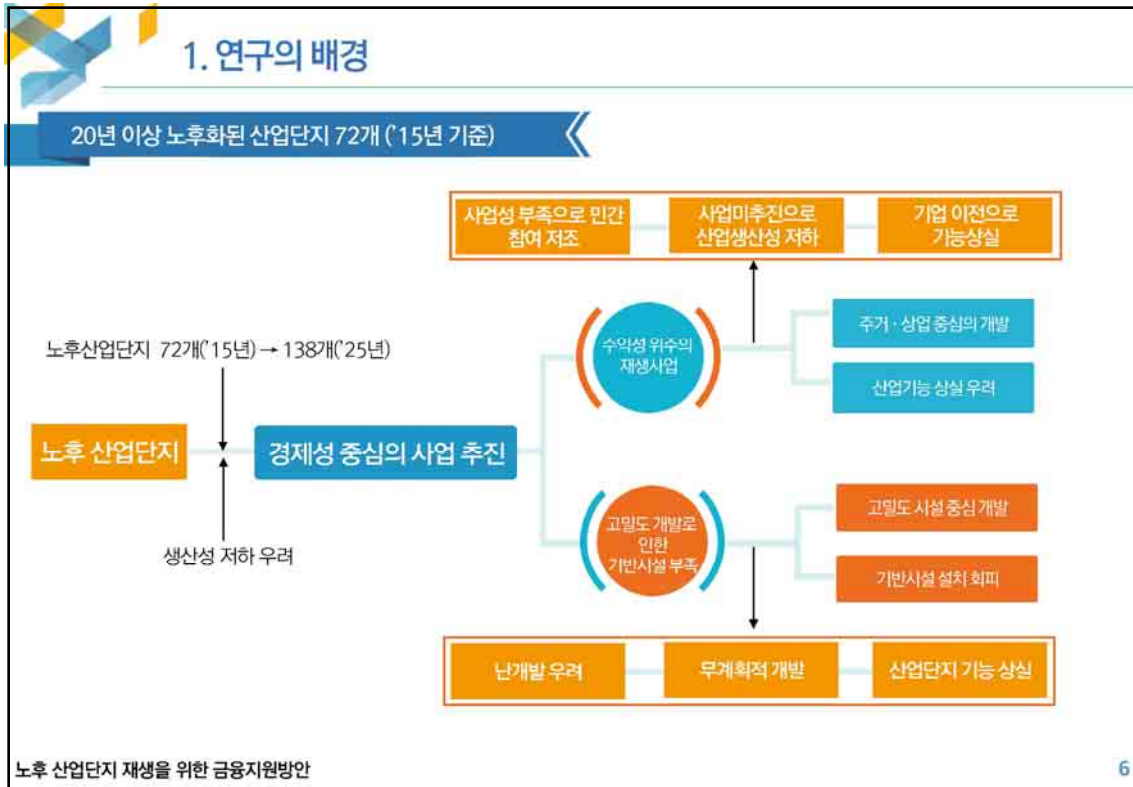 1. 연구의 배경
20년 이상 노후화된 산업단지 72개 ('15년 기준)
사업성 부족으로 민간
참여 저조
사업미추진으로
산업생산성 저하
기업 이전으로
기능상실
노후산업단지 72개('15년) → 138개('25년)
수익성 위주의
재생사업
주거 · 상업 중심의 개발
산업기능 상실 우려
노후 산업단지
경제성 중심의 사업 추진
생산성 저하 우려
고밀도 개발로
인한
기반시설 부족
고밀도 시설 중심 개발
기반시설 설치 회피
난개발 우려
무계획적 개발
산업단지 기능 상실
노후 산업단지 재생을 위한 금융지원방안
6